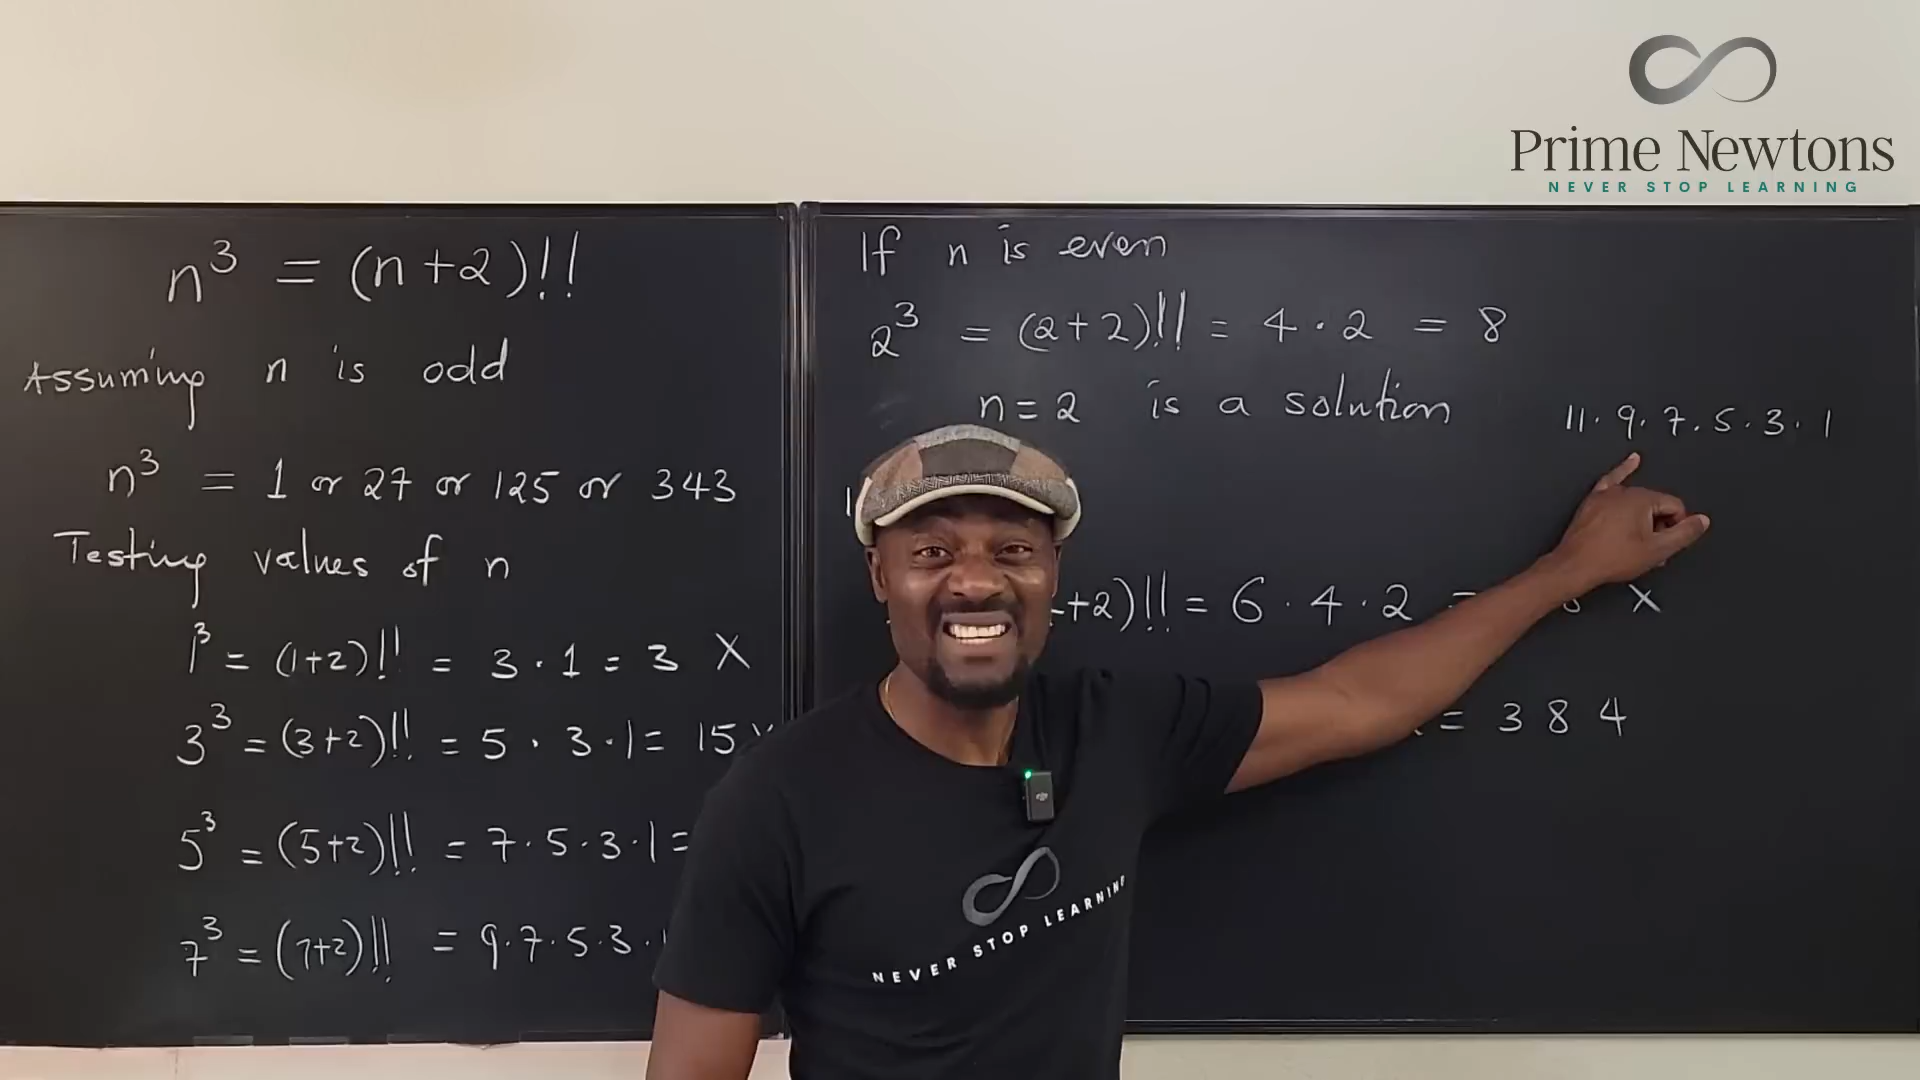 Prime Newtons
NEVER STOP LEARNING
n³ = (n+2)!!
Assuming n is odd
n³ = 1 or 27 or 125 or 343
Testing values of n
1³ = (1+2)!! = 3 · 1 = 3 X
3³ = (3+2)!! = 5 · 3 · 1 = 15
5³ = (5+2)!! = 7 · 5 · 3 · 1 =
7³ = (7+2)!! = 9 · 7 · 5 · 3 ·
If n is even
2³ = (2+2)!! = 4 · 2 = 8
n = 2 is a solution
11 · 9 · 7 · 5 · 3 · 1
+2)!! = 6 · 4 · 2 = X
= 384
NEVER STOP LEARNING